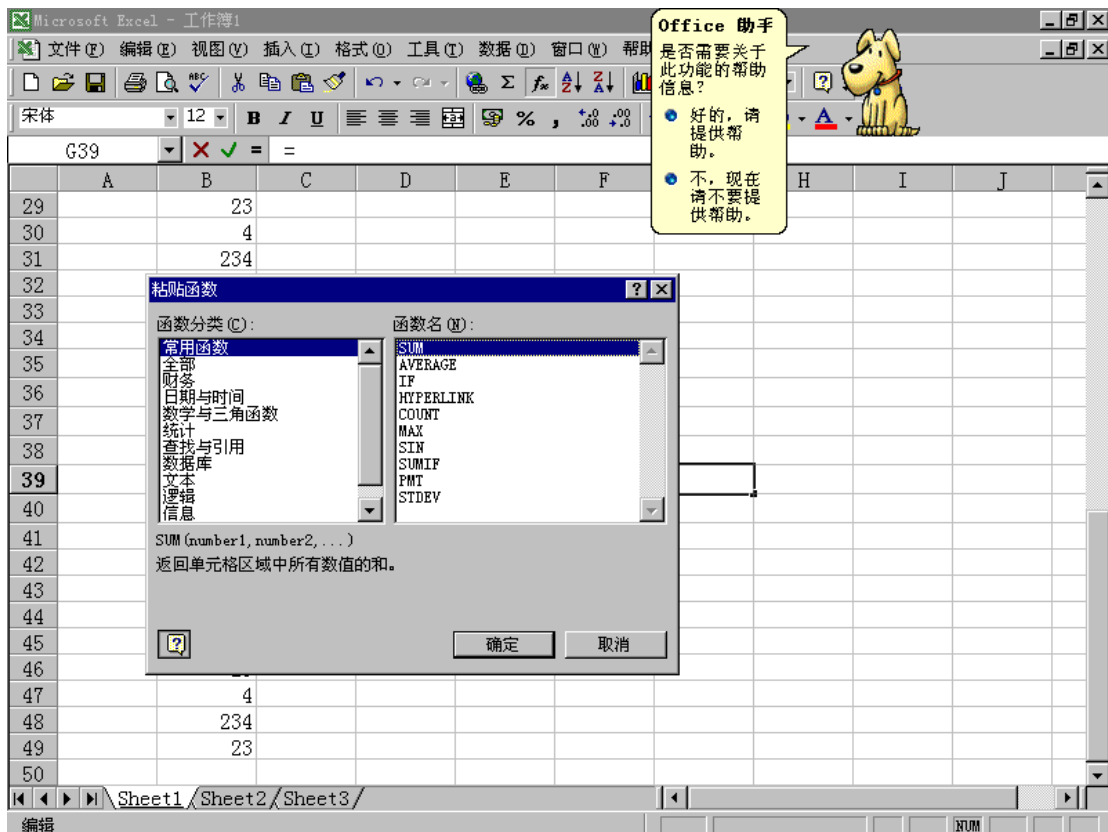 Microsoft Excel - 工作簿1
文件(F) 编辑(E) 视图(V) 插入(I) 格式(O) 工具(T) 数据(D) 窗口(W) 帮助
Office 助手
是否需要关于
此功能的帮助
信息?
好的，请
提供帮
助。
不，现在
请不要提
供帮助。
宋体 12 B I U % ,
G39 = =
A B C D E F H I J
29 23
30 4
31 234
32
33
34
35
36
37
38
39
40
41
42
43
44
45
46
47 4
48 234
49 23
50
粘贴函数
函数分类(C):
常用函数
全部
财务
日期与时间
数学与三角函数
统计
查找与引用
数据库
文本
逻辑
信息
函数名(N):
SUM
AVERAGE
IF
HYPERLINK
COUNT
MAX
SIN
SUMIF
PMT
STDEV
SUM(number1,number2,...)
返回单元格区域中所有数值的和。
确定 取消
Sheet1 Sheet2 Sheet3
编辑 NUM